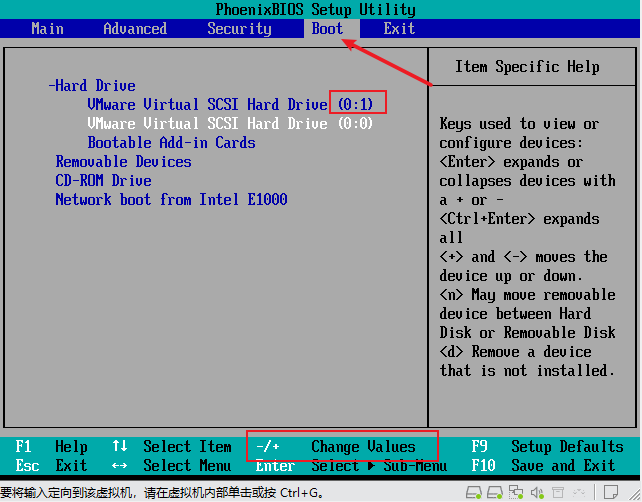 PhoenixBIOS Setup Utility
Main Advanced Security Boot Exit
Item Specific Help
-Hard Drive
VMware Virtual SCSI Hard Drive (0:1)
VMware Virtual SCSI Hard Drive (0:0)
Bootable Add-in Cards
Removable Devices
CD-ROM Drive
Network boot from Intel E1000
Keys used to view or
configure devices:
<Enter> expands or
collapses devices with
a + or -
<Ctrl+Enter> expands
all
<+> and <-> moves the
device up or down.
<n> May move removable
device between Hard
Disk or Removable Disk
<d> Remove a device
that is not installed.
F1 Help ↑↓ Select Item -/+ Change Values F9 Setup Defaults
Esc Exit ↔ Select Menu Enter Select ▶ Sub-Menu F10 Save and Exit
要将输入定向到该虚拟机，请在虚拟机内部单击或按 Ctrl+G。